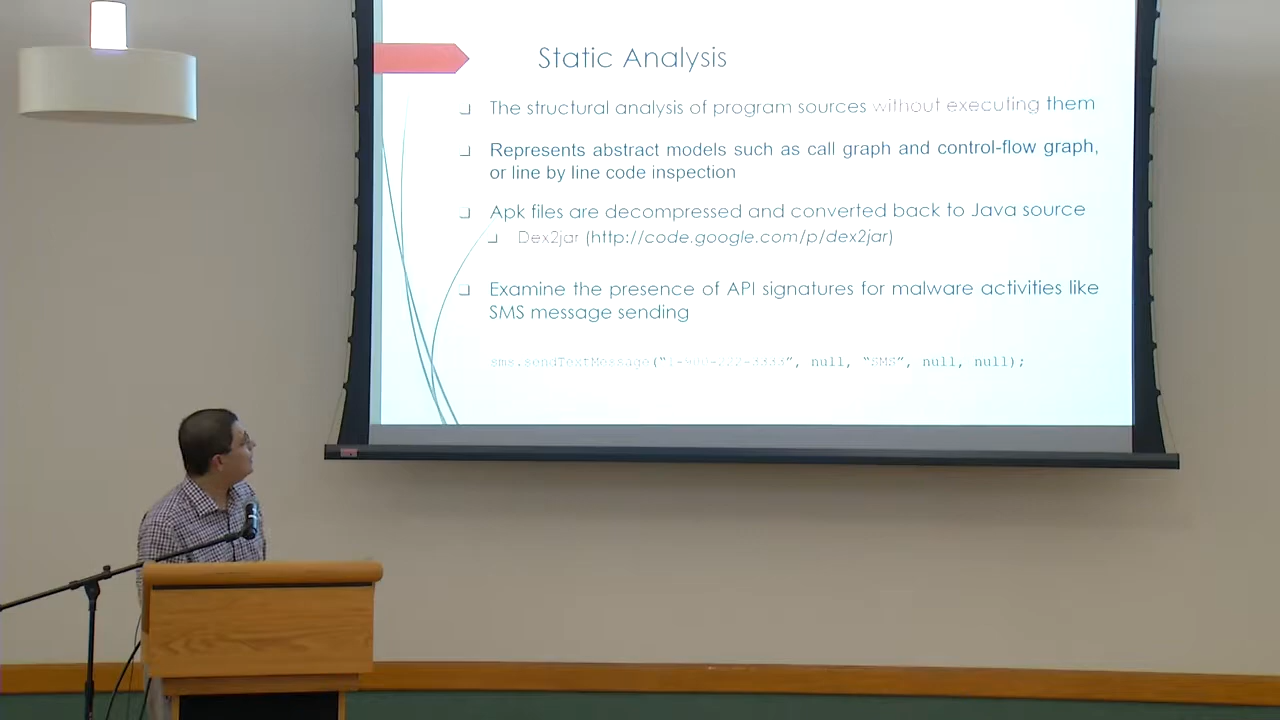 Static Analysis
The structural analysis of program sources without executing them
Represents abstract models such as call graph and control-flow graph,
or line by line code inspection
Apk files are decompressed and converted back to Java source
Dex2jar (http://code.google.com/p/dex2jar)
Examine the presence of API signatures for malware activities like
SMS message sending
sms.sendTextMessage("1-900-222-3333", null, "SMS", null, null);